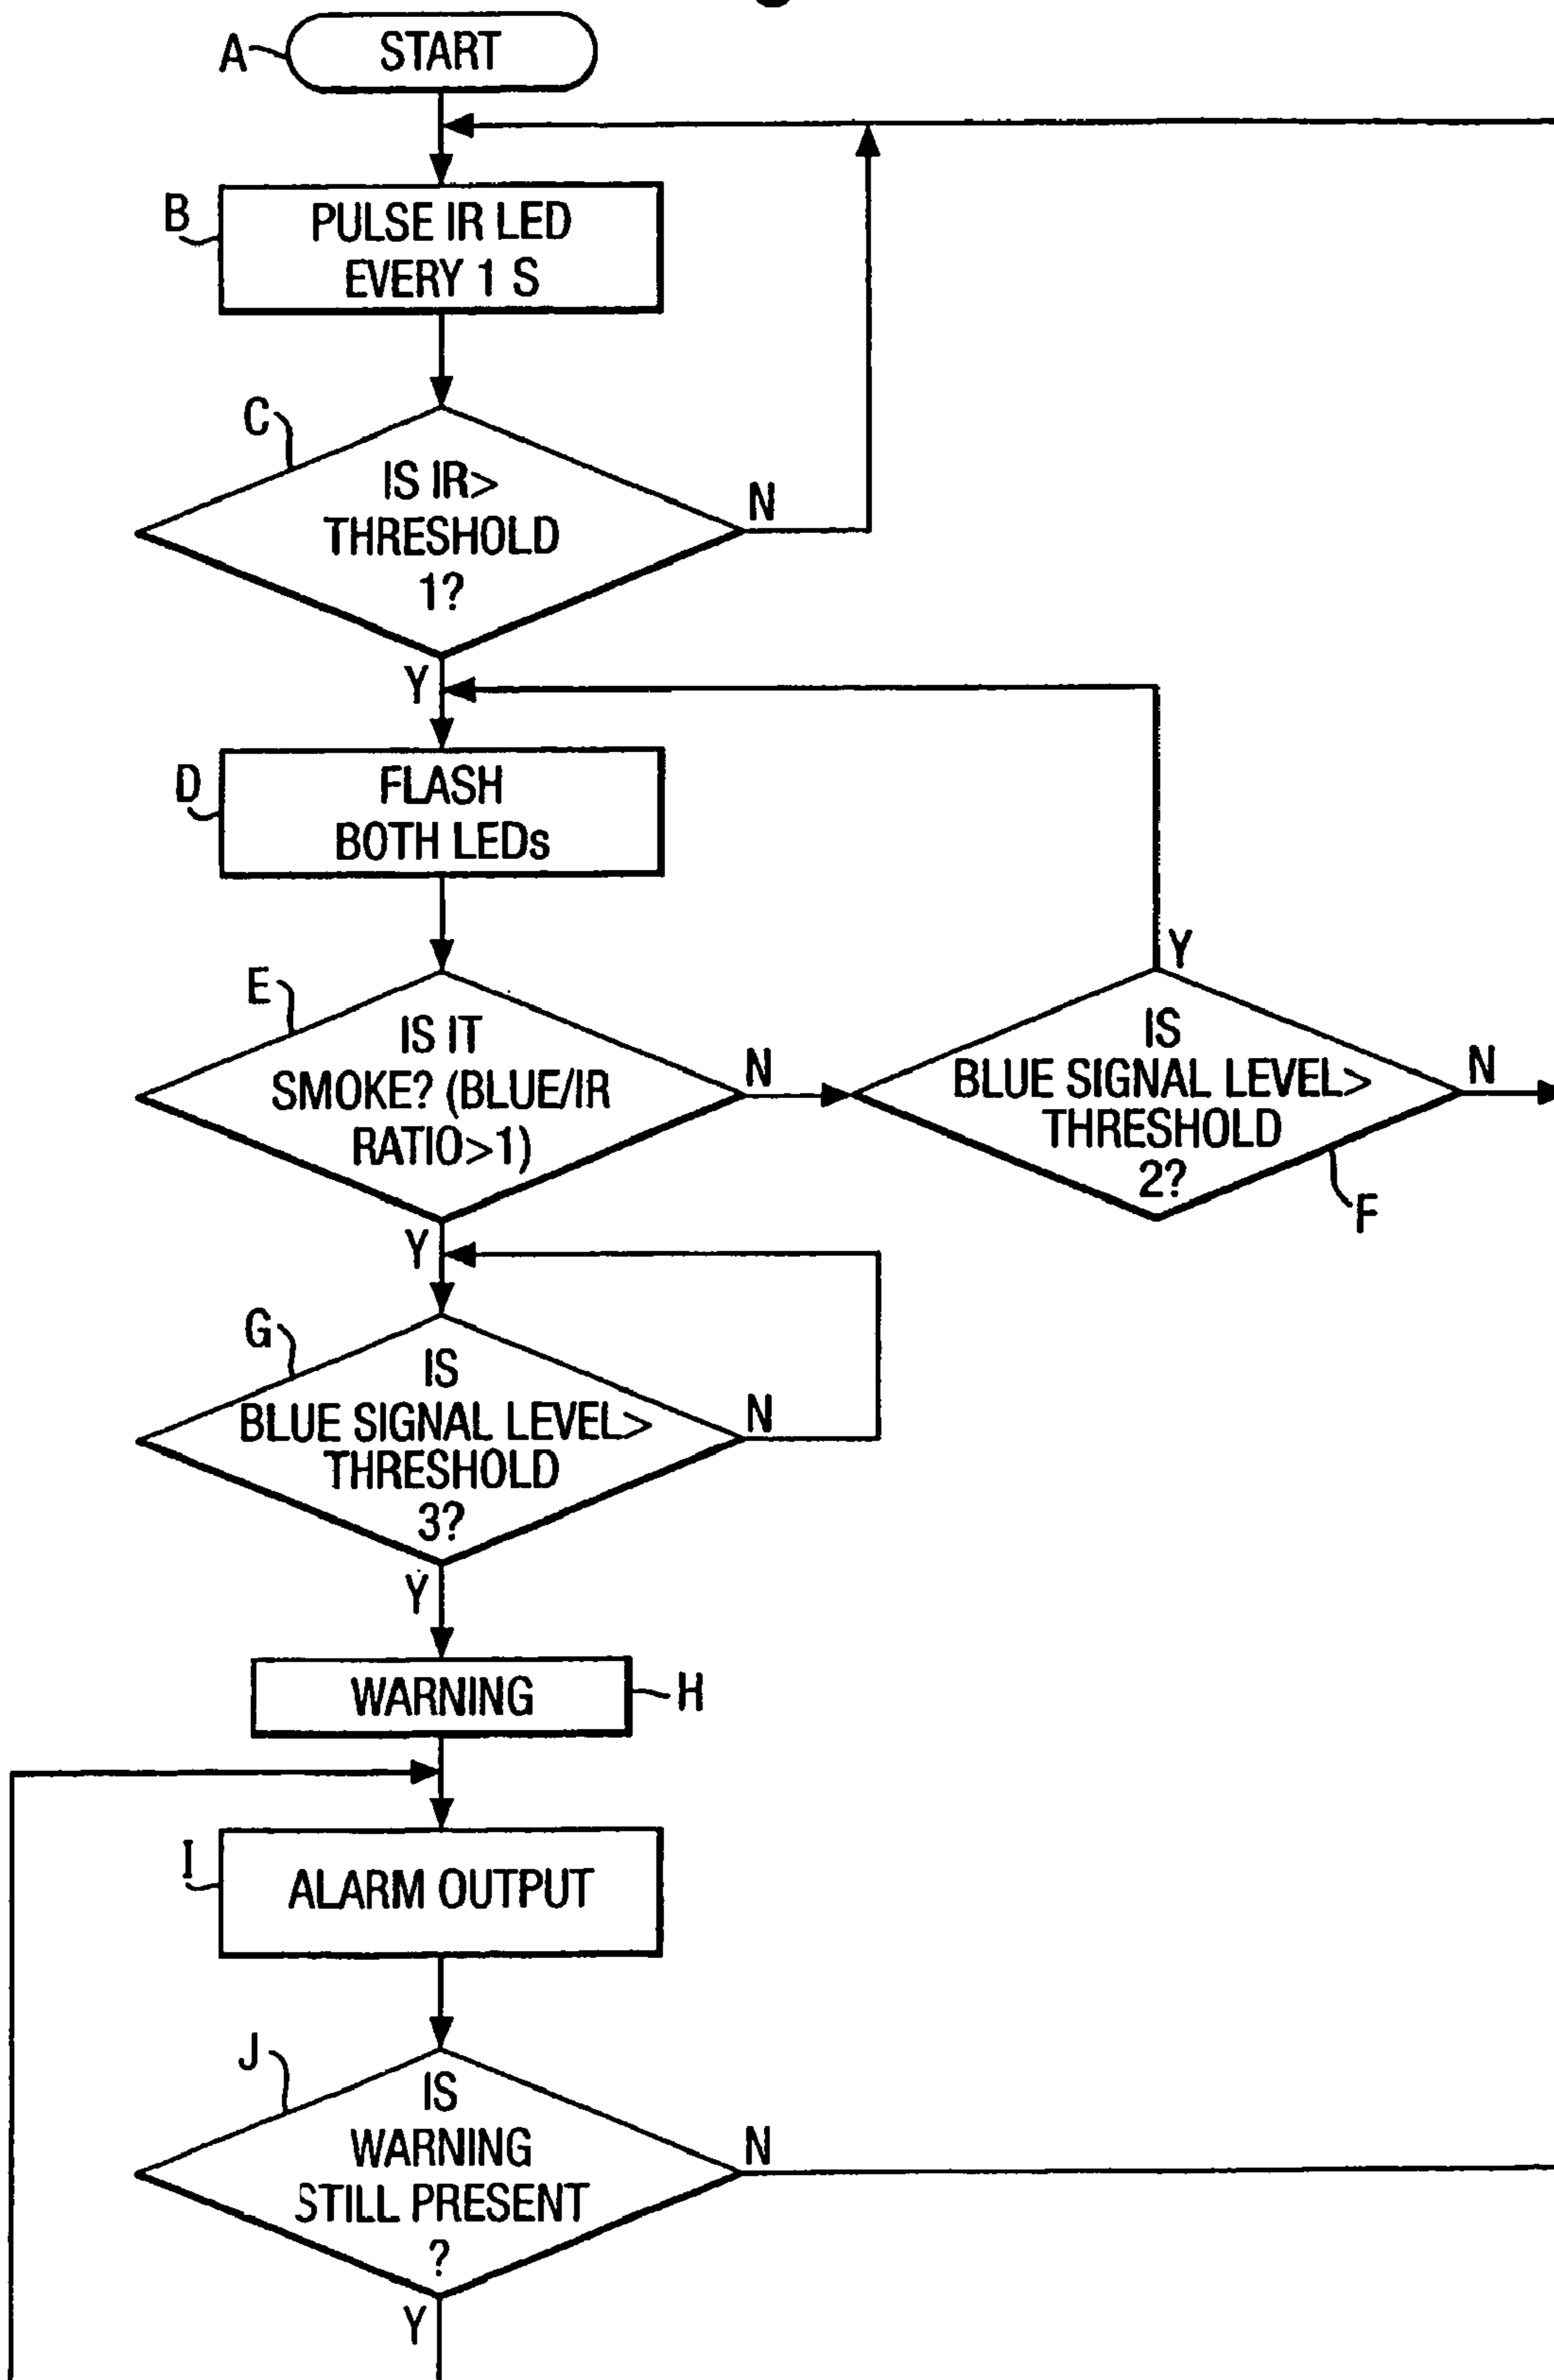 A
START
B
PULSE IR LED
EVERY 1 S
C
IS IR>
THRESHOLD
1?
N
Y
D
FLASH
BOTH LEDs
E
IS IT
SMOKE? (BLUE/IR
RATIO>1)
N
Y
IS
BLUE SIGNAL LEVEL>
THRESHOLD
2?
N
F
Y
G
IS
BLUE SIGNAL LEVEL>
THRESHOLD
3?
N
Y
WARNING
H
I
ALARM OUTPUT
J
IS
WARNING
STILL PRESENT
?
N
Y